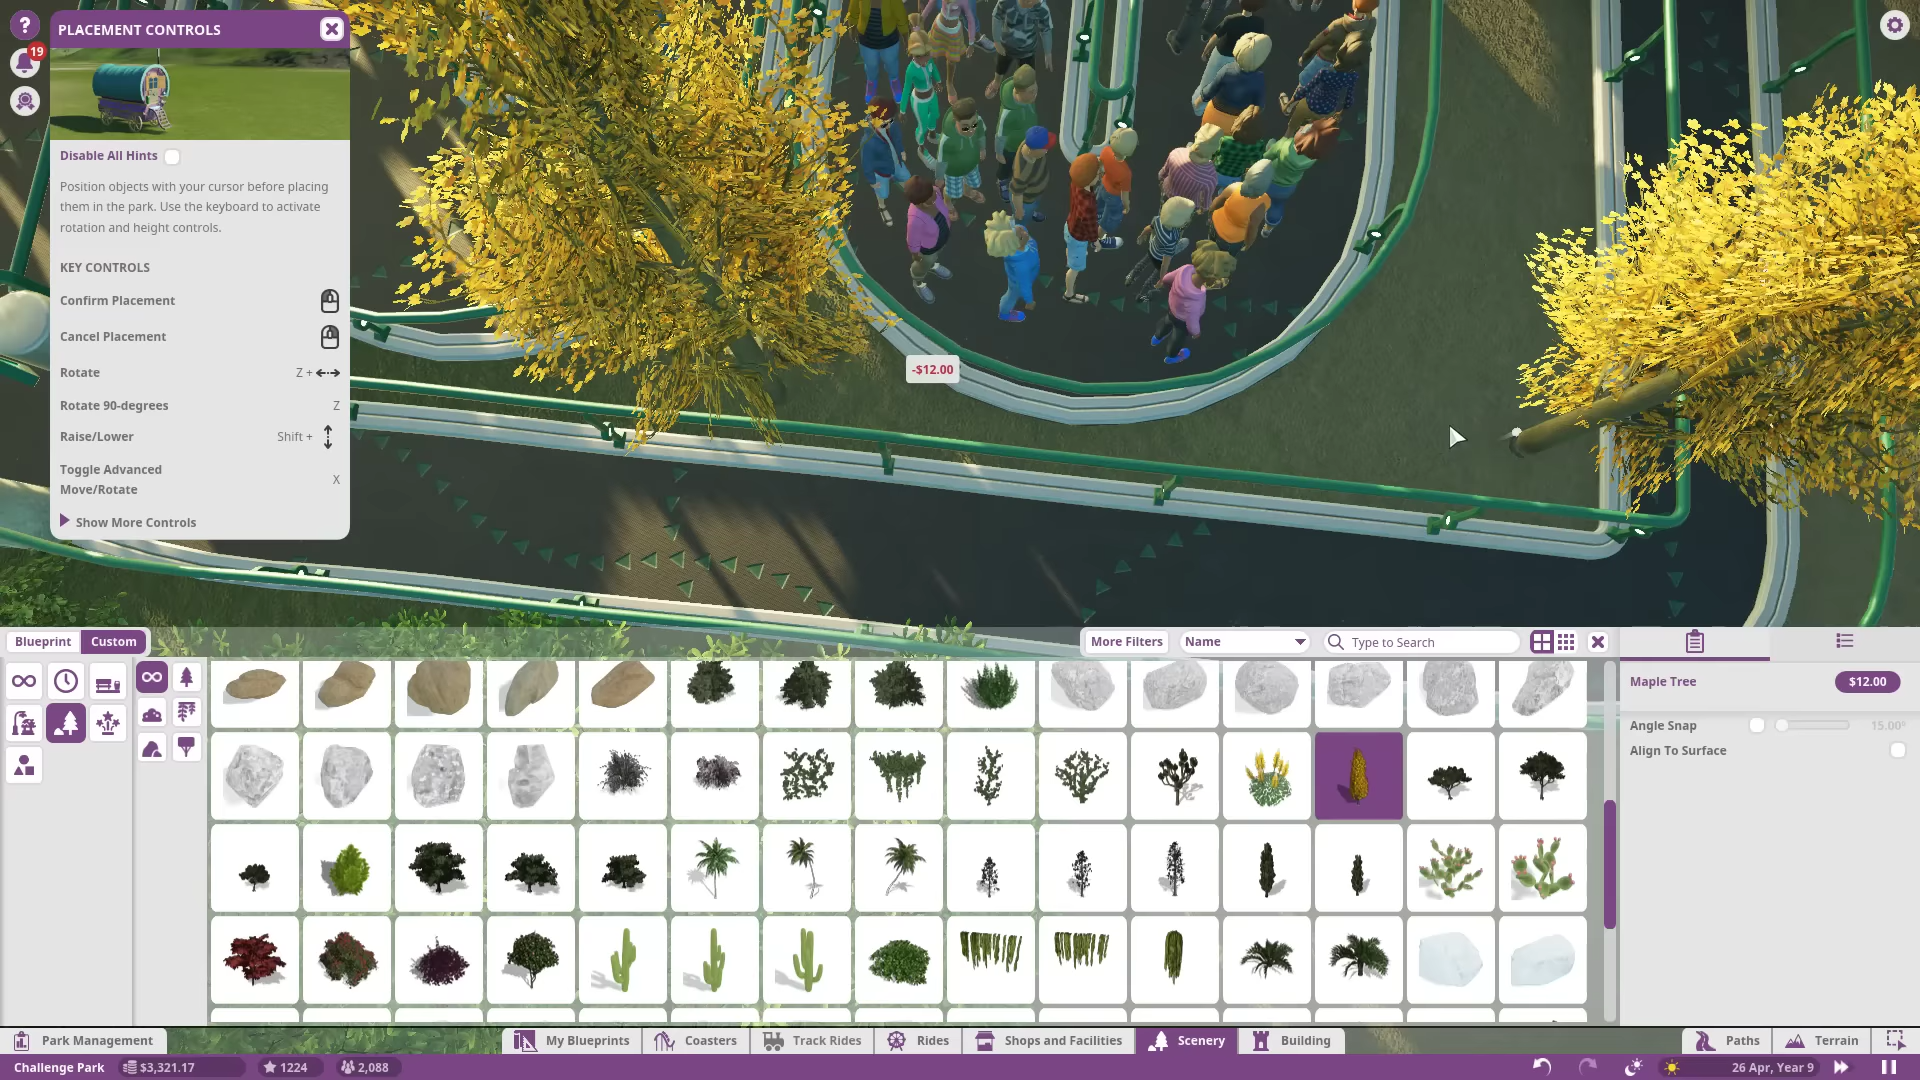 ?
19
PLACEMENT CONTROLS
Disable All Hints
Position objects with your cursor before placing
them in the park. Use the keyboard to activate
rotation and height controls.
KEY CONTROLS
Confirm Placement
Cancel Placement
Rotate Z +
Rotate 90-degrees Z
Raise/Lower Shift +
Toggle Advanced
Move/Rotate X
Show More Controls
-$12.00
Blueprint Custom
More Filters Name Type to Search
Maple Tree $12.00
Angle Snap 15.00°
Align To Surface
Park Management My Blueprints Coasters Track Rides Rides Shops and Facilities Scenery Building Paths Terrain
Challenge Park $3,321.17 1224 2,088 26 Apr, Year 9